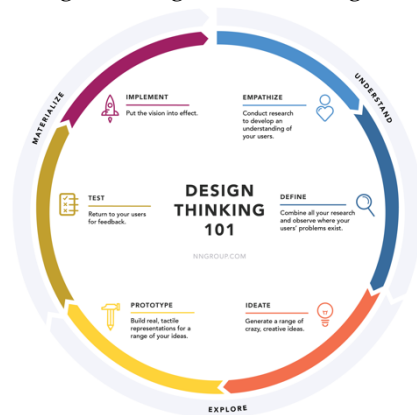 IMPLEMENT
Put the vision into effect.
EMPATHIZE
Conduct research
to develop an
understanding of
your users.
MATERIALIZE
UNDERSTAND
TEST
Return to your users
for feedback.
DESIGN
THINKING
101
NNGROUP.COM
DEFINE
Combine all your research
and observe where your
users' problems exist.
PROTOTYPE
Build real, tactile
representations for a
range of your ideas.
IDEATE
Generate a range of
crazy, creative ideas.
EXPLORE